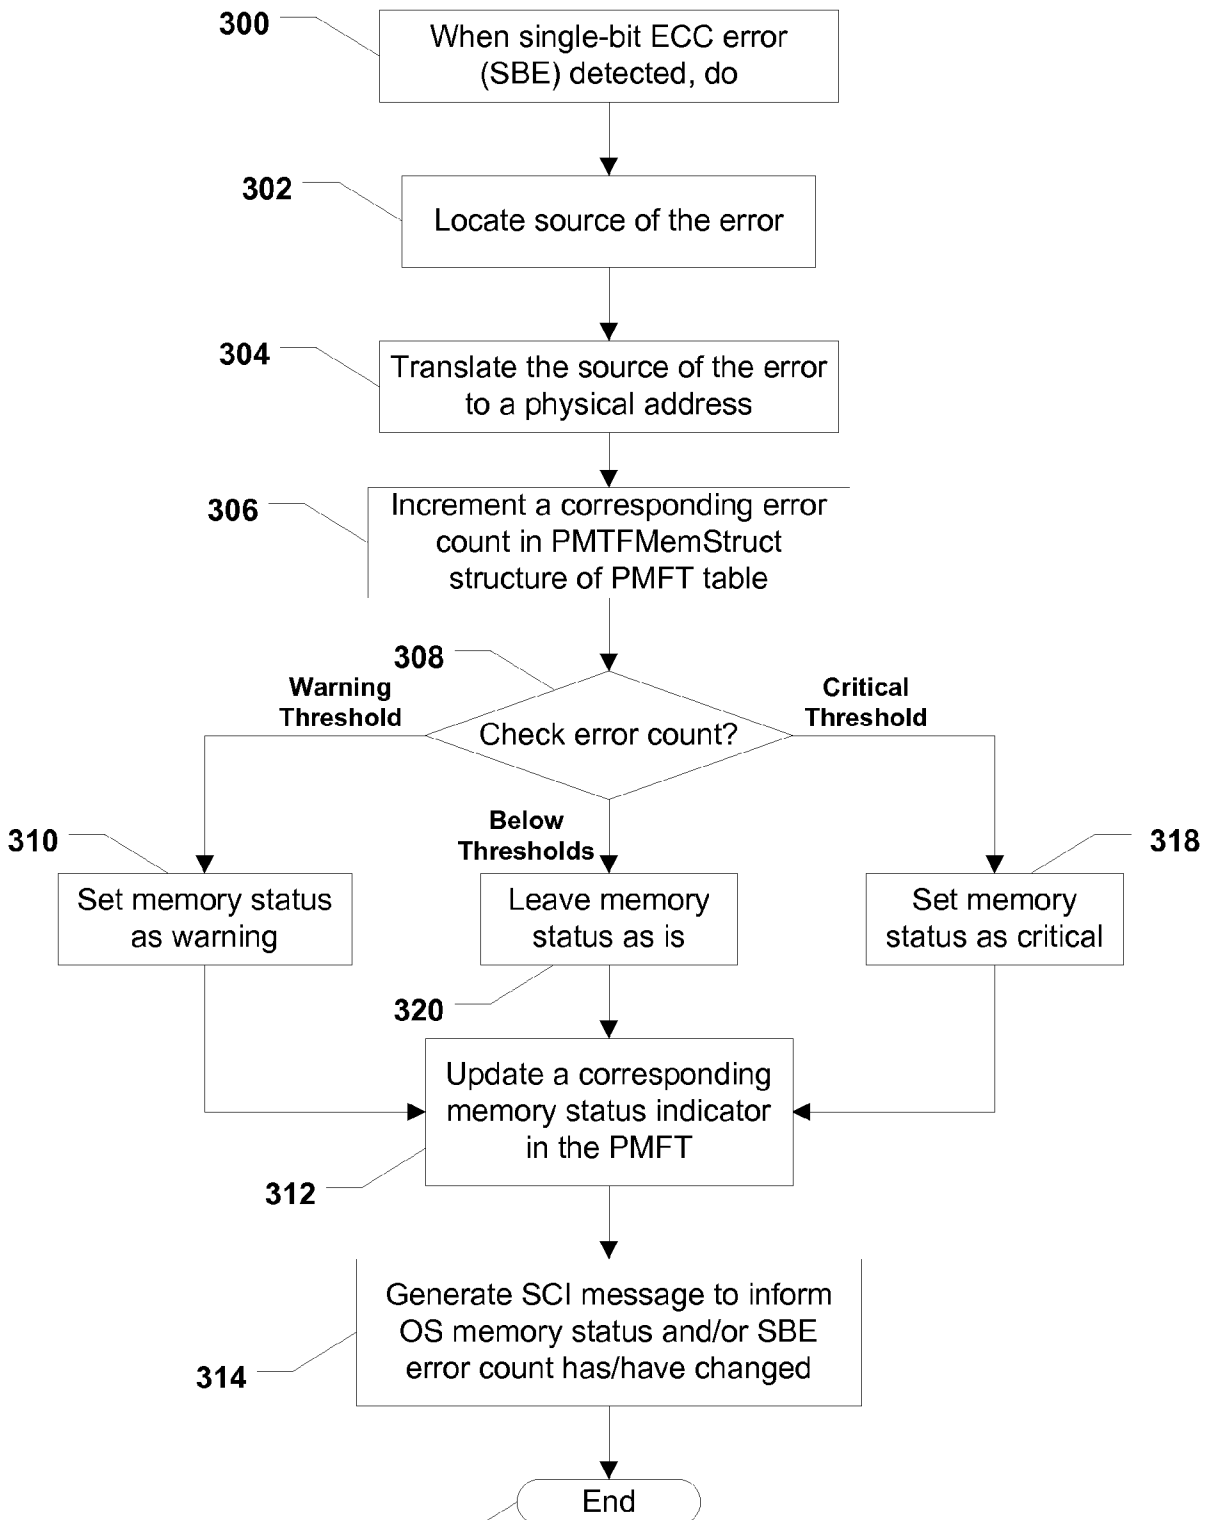 300
When single-bit ECC error
(SBE) detected, do
302
Locate source of the error
304
Translate the source of the error
to a physical address
306
Increment a corresponding error
count in PMTFMemStruct
structure of PMFT table
308
Warning
Threshold
Check error count?
Critical
Threshold
Below
Thresholds
310
Set memory status
as warning
Leave memory
status as is
318
Set memory
status as critical
320
Update a corresponding
memory status indicator
in the PMFT
312
Generate SCI message to inform
OS memory status and/or SBE
error count has/have changed
314
End